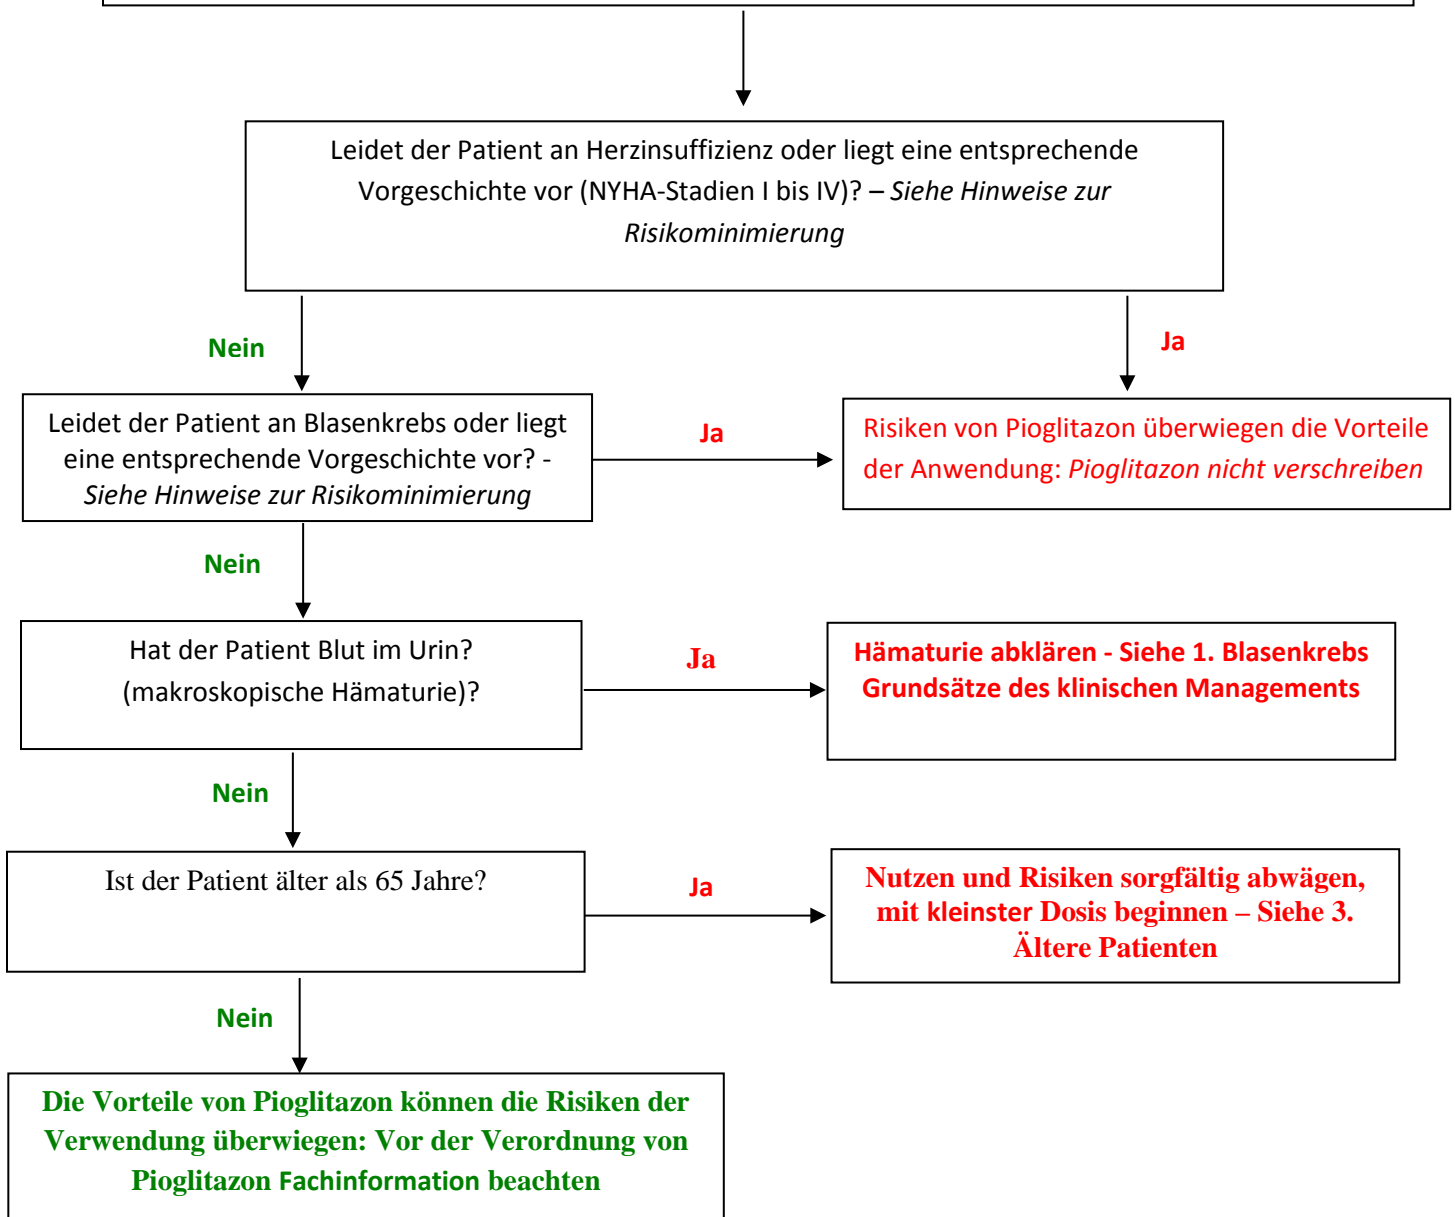 Leidet der Patient an Herzinsuffizienz oder liegt eine entsprechende
Vorgeschichte vor (NYHA-Stadien I bis IV)? – Siehe Hinweise zur
Risikominimierung
Nein
Ja
Leidet der Patient an Blasenkrebs oder liegt
eine entsprechende Vorgeschichte vor? -
Siehe Hinweise zur Risikominimierung
Ja
Risiken von Pioglitazon überwiegen die Vorteile
der Anwendung: Pioglitazon nicht verschreiben
Nein
Hat der Patient Blut im Urin?
(makroskopische Hämaturie)?
Ja
Hämaturie abklären - Siehe 1. Blasenkrebs
Grundsätze des klinischen Managements
Nein
Ist der Patient älter als 65 Jahre?
Ja
Nutzen und Risiken sorgfältig abwägen,
mit kleinster Dosis beginnen – Siehe 3.
Ältere Patienten
Nein
Die Vorteile von Pioglitazon können die Risiken der
Verwendung überwiegen: Vor der Verordnung von
Pioglitazon Fachinformation beachten